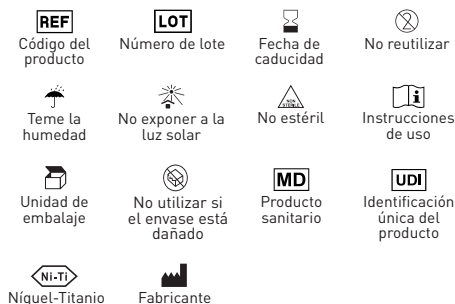 REF
LOT
Código del
producto
Número de lote
Fecha de
caducidad
No reutilizar
2
NON
STERILE
i
Teme la
humedad
No exponer a la
luz solar
No estéril
Instrucciones
de uso
MD
UDI
Unidad de
embalaje
No utilizar si
el envase está
dañado
Producto
sanitario
Identificación
única del
producto
Ni-Ti
Níquel-Titanio
Fabricante